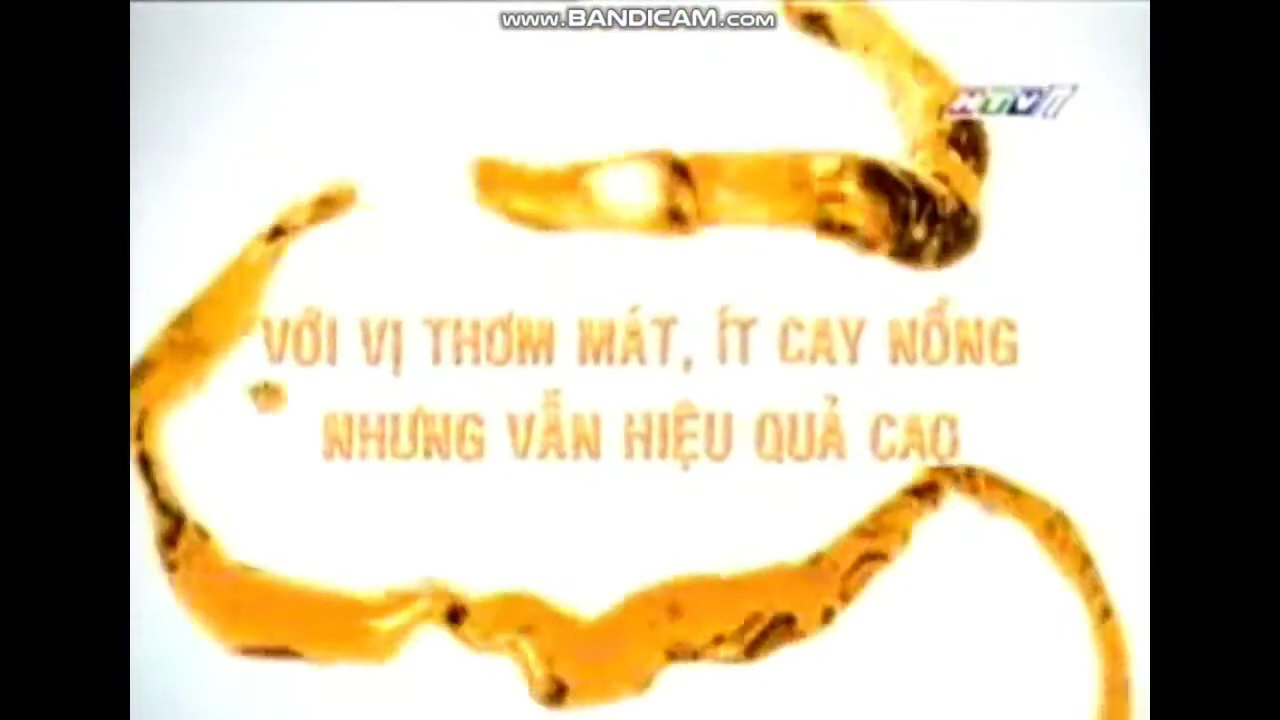 WWW.BANDICAM.COM
HTV7
VỚI VỊ THƠM MÁT, ÍT CAY NỒNG
NHƯNG VẪN HIỆU QUẢ CAO